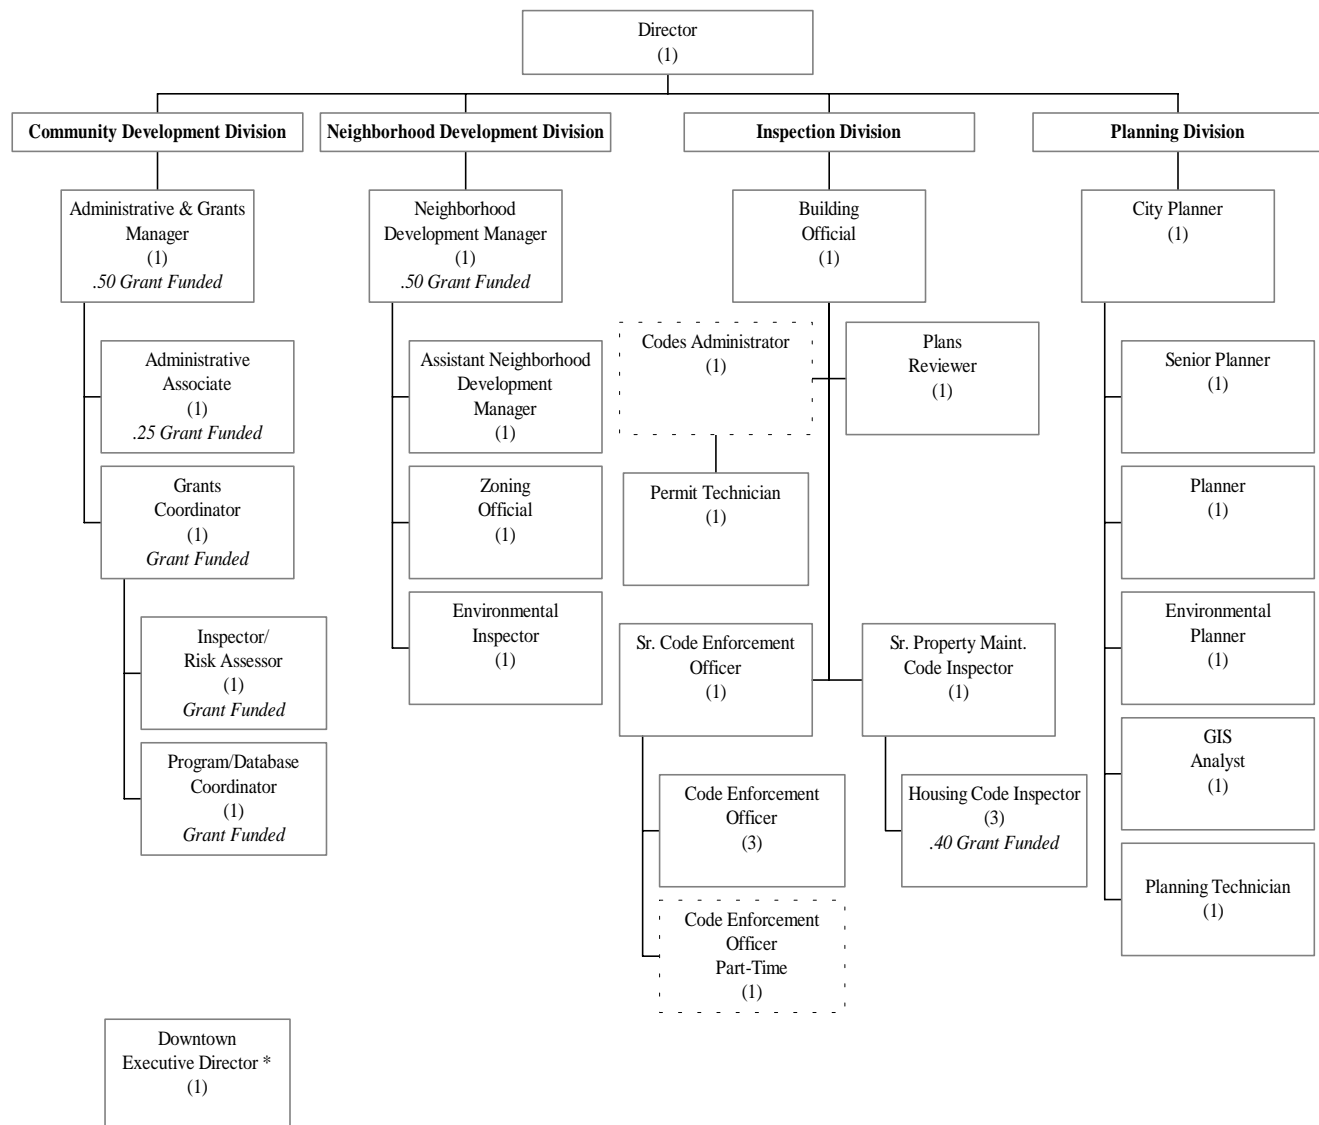 Director
(1)
Community Development Division
Neighborhood Development Division
Inspection Division
Planning Division
Administrative & Grants
Manager
(1)
.50 Grant Funded
Neighborhood
Development Manager
(1)
.50 Grant Funded
Building
Official
(1)
City Planner
(1)
Administrative
Associate
(1)
.25 Grant Funded
Assistant Neighborhood
Development
Manager
(1)
Codes Administrator
(1)
Plans
Reviewer
(1)
Senior Planner
(1)
Grants
Coordinator
(1)
Grant Funded
Zoning
Official
(1)
Permit Technician
(1)
Planner
(1)
Inspector/
Risk Assessor
(1)
Grant Funded
Environmental
Inspector
(1)
Sr. Code Enforcement
Officer
(1)
Sr. Property Maint.
Code Inspector
(1)
Environmental
Planner
(1)
Program/Database
Coordinator
(1)
Grant Funded
Code Enforcement
Officer
(3)
Housing Code Inspector
(3)
.40 Grant Funded
GIS
Analyst
(1)
Code Enforcement
Officer
Part-Time
(1)
Planning Technician
(1)
Downtown
Executive Director *
(1)